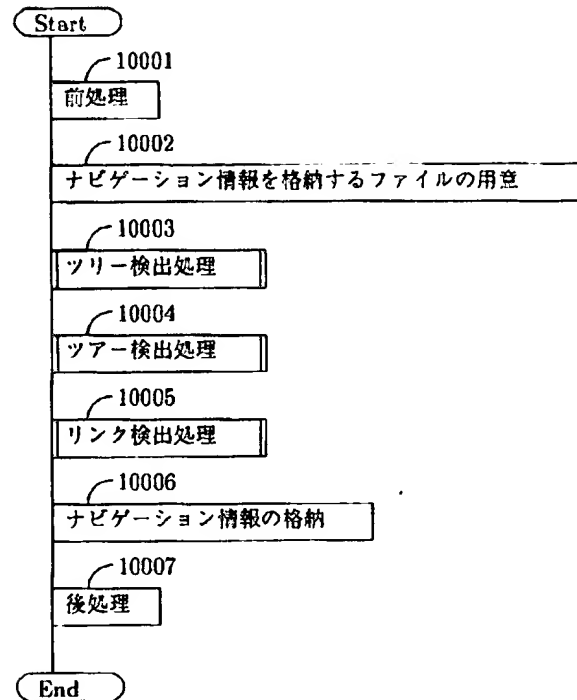 Start
10001
前処理
10002
ナビゲーション情報を格納するファイルの用意
10003
ツリー検出処理
10004
ツアー検出処理
10005
リンク検出処理
10006
ナビゲーション情報の格納
10007
後処理
End